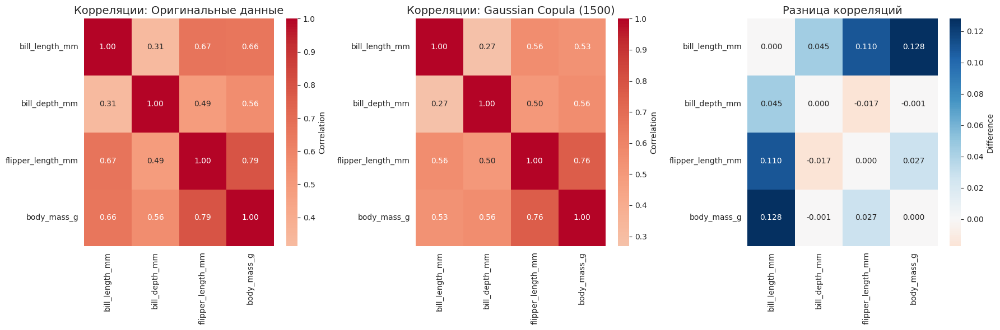 Корреляции: Оригинальные данные
bill_length_mm 1.00 0.31 0.67 0.66
bill_depth_mm 0.31 1.00 0.49 0.56
flipper_length_mm 0.67 0.49 1.00 0.79
body_mass_g 0.66 0.56 0.79 1.00
bill_length_mm
bill_depth_mm
flipper_length_mm
body_mass_g
1.0
0.9
0.8
0.7
0.6
0.5
0.4
Correlation
Корреляции: Gaussian Copula (1500)
bill_length_mm 1.00 0.27 0.56 0.53
bill_depth_mm 0.27 1.00 0.50 0.56
flipper_length_mm 0.56 0.50 1.00 0.76
body_mass_g 0.53 0.56 0.76 1.00
bill_length_mm
bill_depth_mm
flipper_length_mm
body_mass_g
1.0
0.9
0.8
0.7
0.6
0.5
0.4
0.3
Correlation
Разница корреляций
bill_length_mm 0.000 0.045 0.110 0.128
bill_depth_mm 0.045 0.000 -0.017 -0.001
flipper_length_mm 0.110 -0.017 0.000 0.027
body_mass_g 0.128 -0.001 0.027 0.000
bill_length_mm
bill_depth_mm
flipper_length_mm
body_mass_g
0.12
0.10
0.08
0.06
0.04
0.02
0.00
Difference